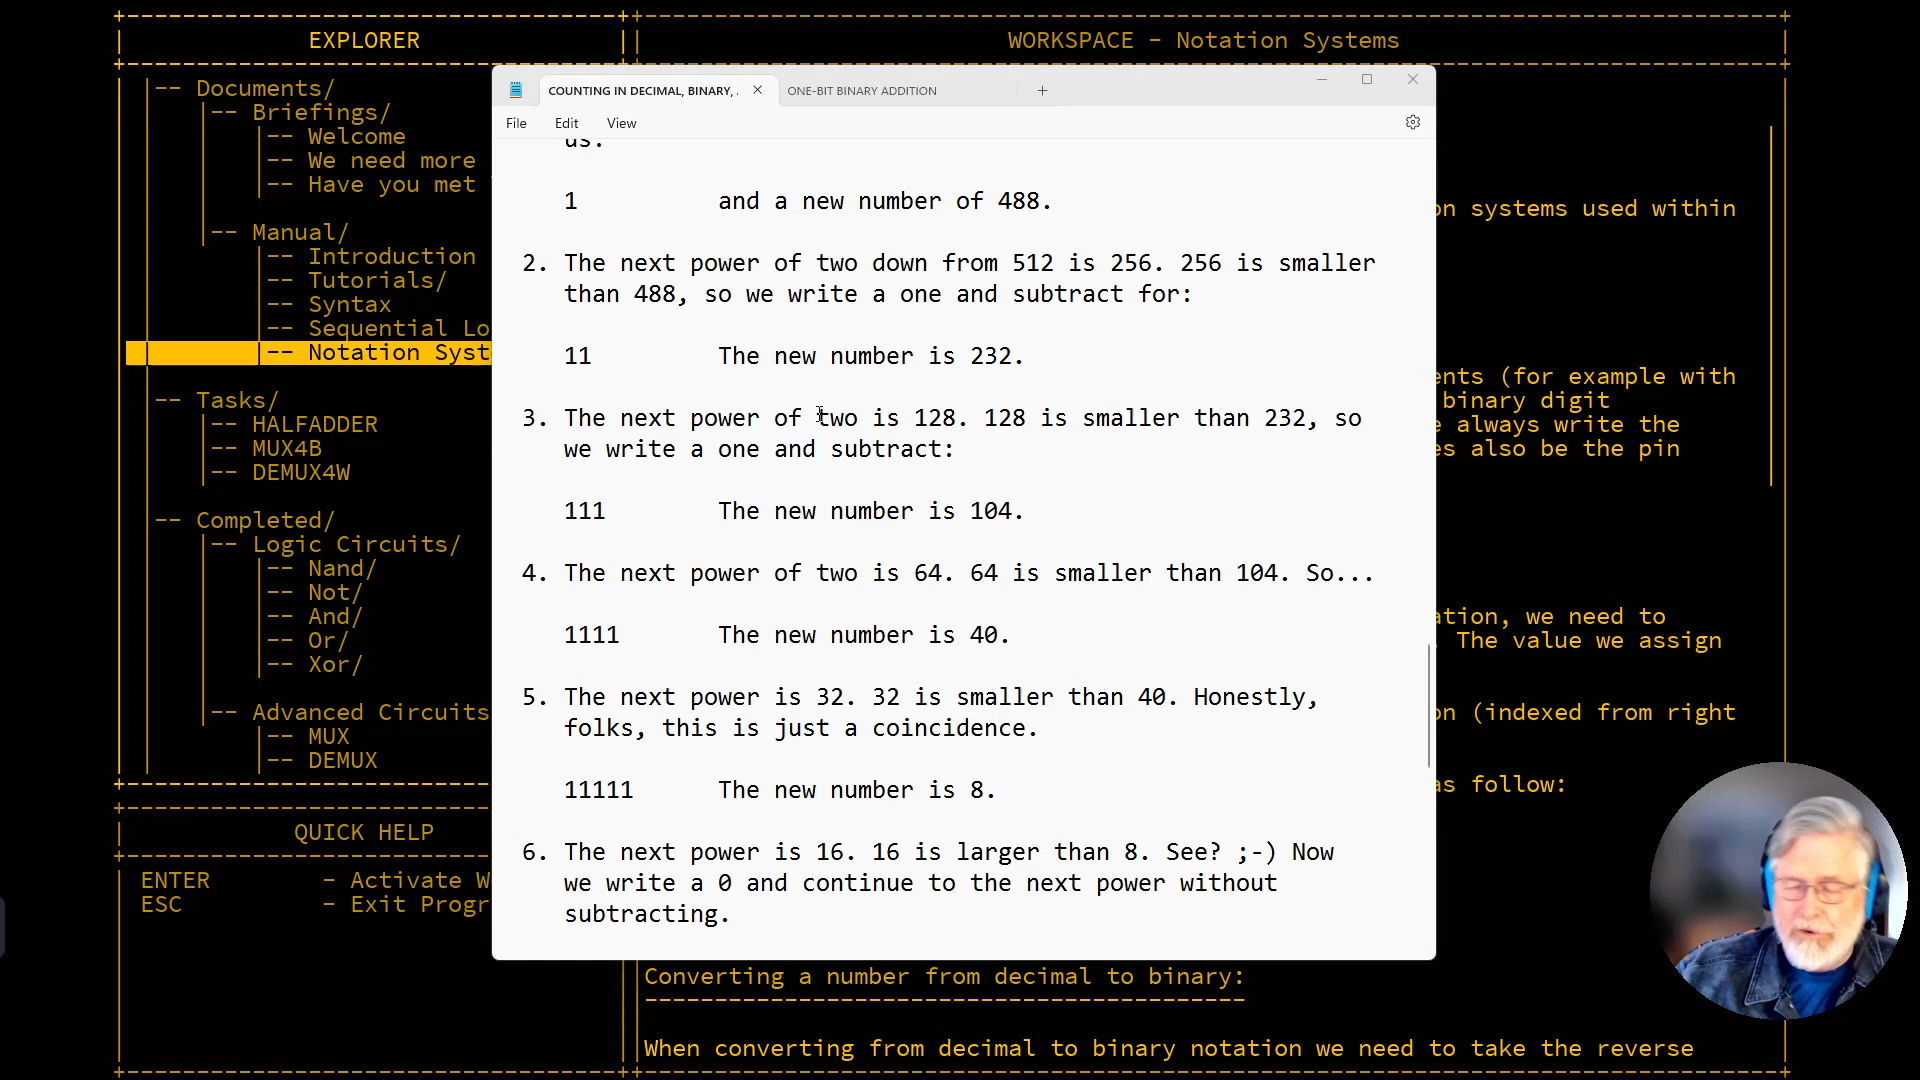 EXPLORER
WORKSPACE - Notation Systems
-- Documents/
-- Briefings/
-- Welcome
-- We need more
-- Have you met
-- Manual/
-- Introduction
-- Tutorials/
-- Syntax
-- Sequential Lo
-- Notation Syst
-- Tasks/
-- HALFADDER
-- MUX4B
-- DEMUX4W
-- Completed/
-- Logic Circuits/
-- Nand/
-- Not/
-- And/
-- Or/
-- Xor/
-- Advanced Circuits
-- MUX
-- DEMUX
QUICK HELP
ENTER - Activate W
ESC - Exit Progr
COUNTING IN DECIMAL, BINARY, .
ONE-BIT BINARY ADDITION
File Edit View
us:
1 and a new number of 488.
2. The next power of two down from 512 is 256. 256 is smaller
than 488, so we write a one and subtract for:
11 The new number is 232.
3. The next power of two is 128. 128 is smaller than 232, so
we write a one and subtract:
111 The new number is 104.
4. The next power of two is 64. 64 is smaller than 104. So...
1111 The new number is 40.
5. The next power is 32. 32 is smaller than 40. Honestly,
folks, this is just a coincidence.
11111 The new number is 8.
6. The next power is 16. 16 is larger than 8. See? ;-) Now
we write a 0 and continue to the next power without
subtracting.
on systems used within
ents (for example with
binary digit
always write the
es also be the pin
ation, we need to
The value we assign
on (indexed from right
as follow:
Converting a number from decimal to binary:
When converting from decimal to binary notation we need to take the reverse